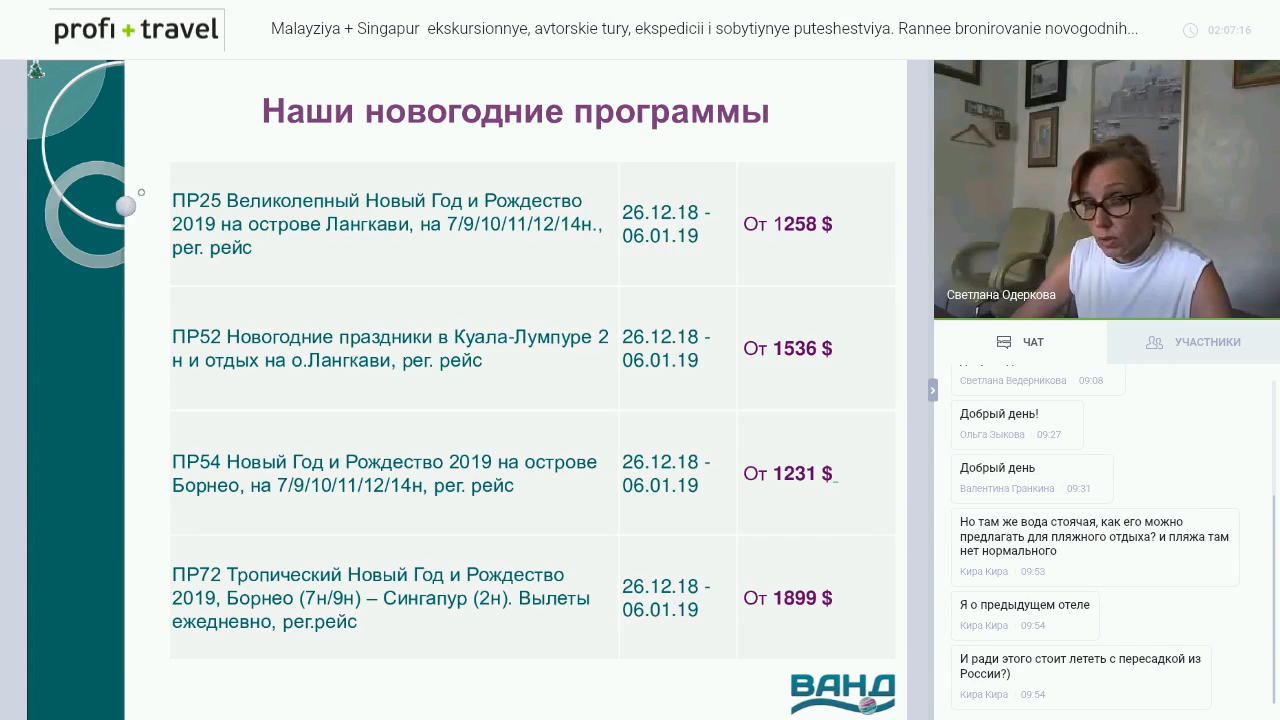 profi + travel
Malayziya + Singapur ekskursionnye, avtorskie tury, ekspedicii i sobytiynye puteshestviya. Rannee bronirovanie novogodnih...
02:07:16
Наши новогодние программы
ПР25 Великолепный Новый Год и Рождество
2019 на острове Лангкави, на 7/9/10/11/12/14н.,
рег. рейс
26.12.18 -
06.01.19
От 1258 $
ПР52 Новогодние праздники в Куала-Лумпуре 2
н и отдых на о.Лангкави, рег. рейс
26.12.18 -
06.01.19
От 1536 $
ПР54 Новый Год и Рождество 2019 на острове
Борнео, на 7/9/10/11/12/14н, рег. рейс
26.12.18 -
06.01.19
От 1231 $
ПР72 Тропический Новый Год и Рождество
2019, Борнео (7н/9н) – Сингапур (2н). Вылеты
ежедневно, рег.рейс
26.12.18 -
06.01.19
От 1899 $
ВАНД
Светлана Одеркова
ЧАТ
УЧАСТНИКИ
Светлана Ведерникова 09:08
Добрый день!
Ольга Зыкова 09:27
Добрый день
Валентина Гранкина 09:31
Но там же вода стоячая, как его можно
предлагать для пляжного отдыха? и пляжа там
нет нормального
Кира Кира 09:53
Я о предыдущем отеле
Кира Кира 09:54
И ради этого стоит лететь с пересадкой из
России?)
Кира Кира 09:54